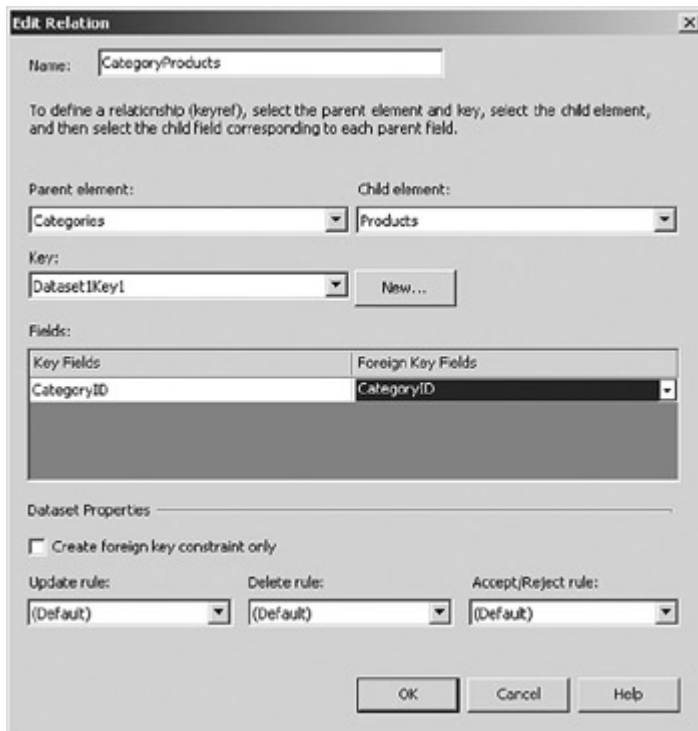 Edit Relation
Name: CategoryProducts
To define a relationship (keyref), select the parent element and key, select the child element,
and then select the child field corresponding to each parent field.
Parent element: Child element:
Categories Products
Key:
Dataset1Key1 New...
Fields:
Key Fields Foreign Key Fields
CategoryID CategoryID
Dataset Properties
Create foreign key constraint only
Update rule: Delete rule: Accept/Reject rule:
(Default) (Default) (Default)
OK Cancel Help